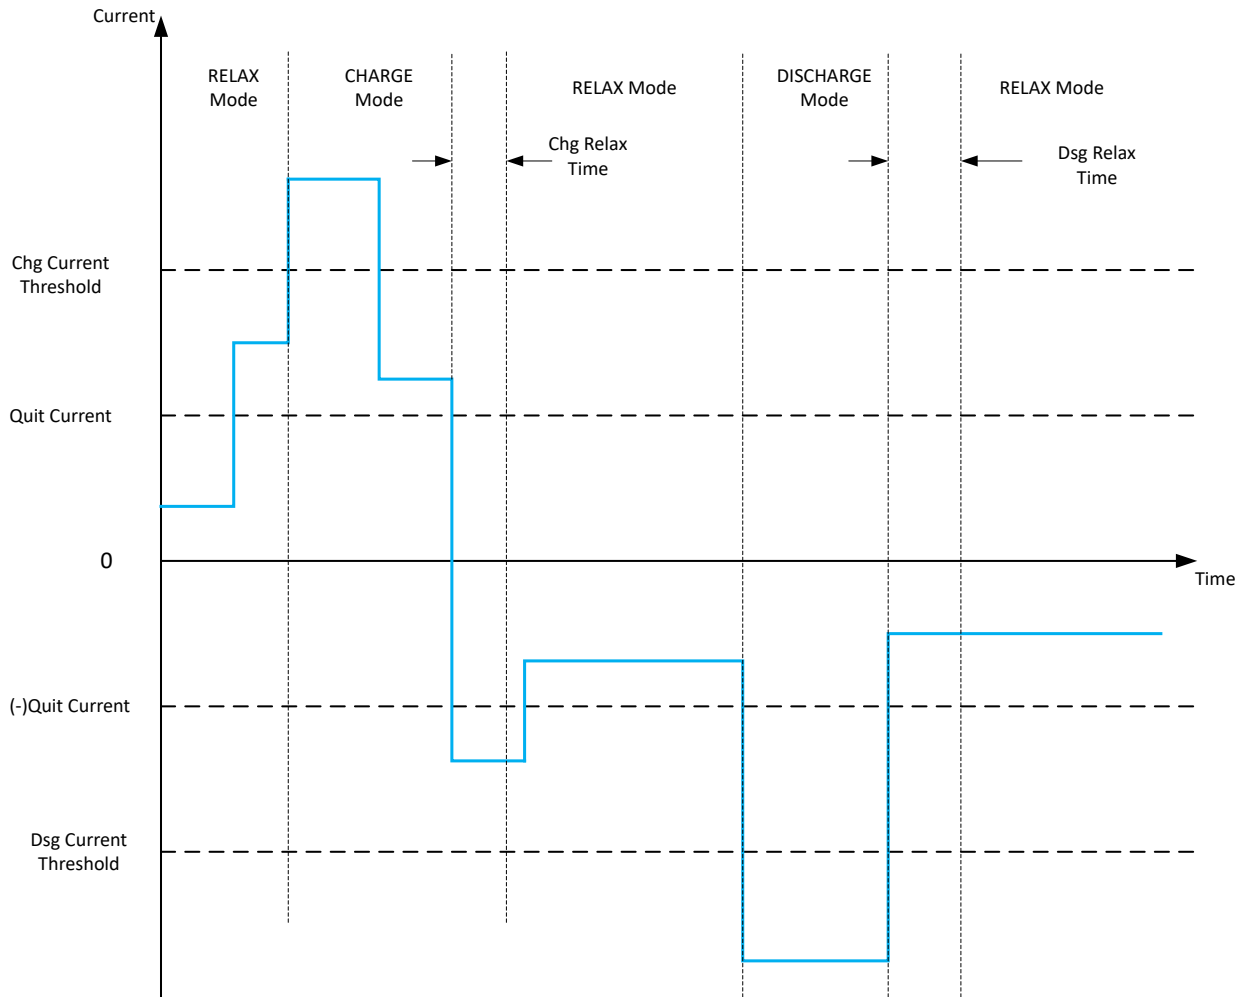 Current
RELAX
Mode
CHARGE
Mode
RELAX Mode
DISCHARGE
Mode
RELAX Mode
Chg Relax
Time
Dsg Relax
Time
Chg Current
Threshold
Quit Current
0
Time
(-)Quit Current
Dsg Current
Threshold